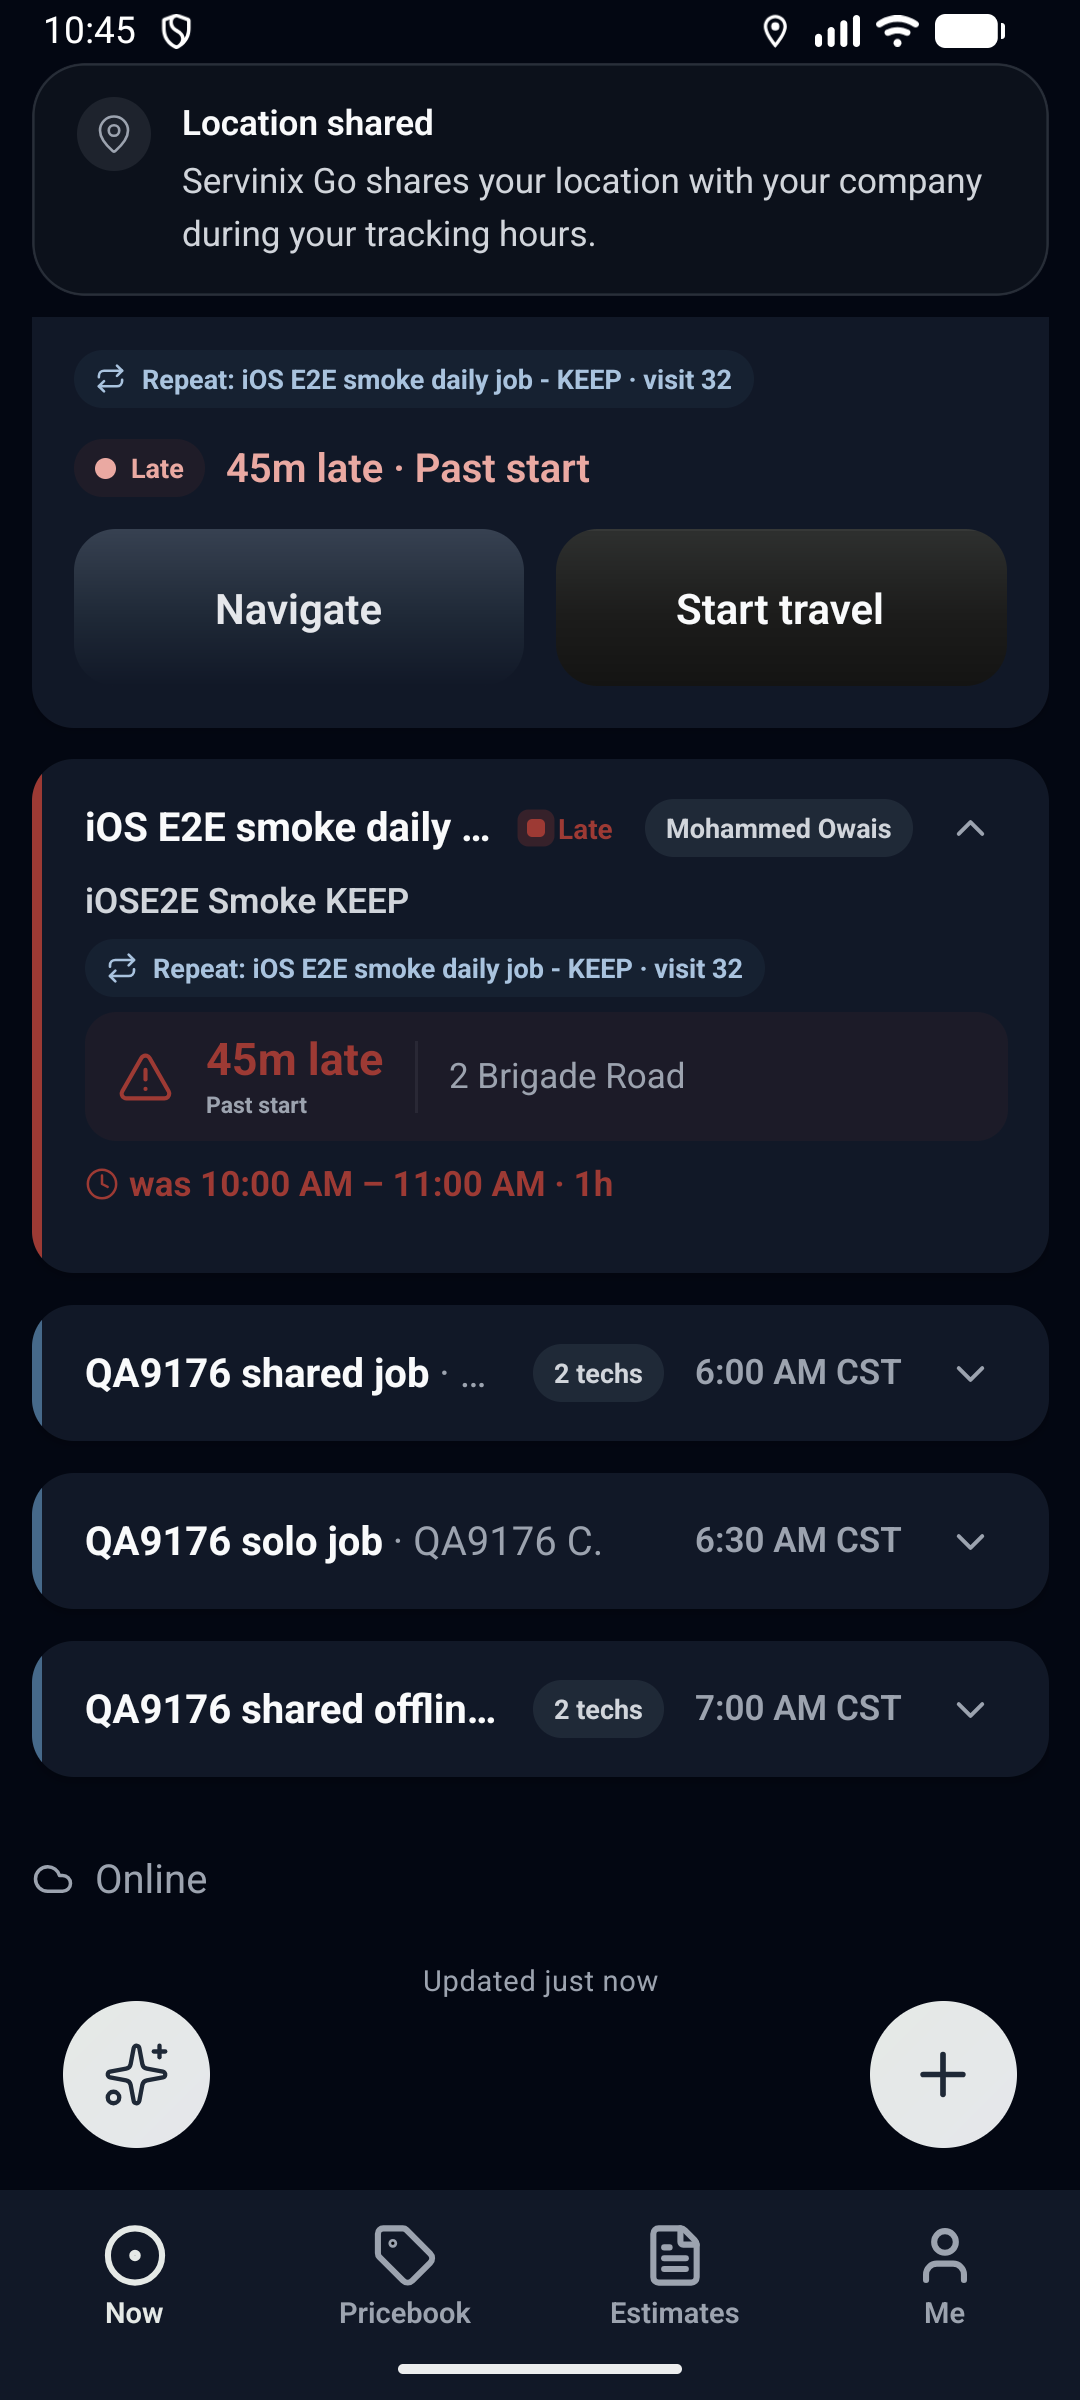 10:45
Location shared
Servinix Go shares your location with your company
during your tracking hours.
Repeat: iOS E2E smoke daily job - KEEP · visit 32
Late 45m late · Past start
Navigate Start travel
iOS E2E smoke daily ... Late Mohammed Owais
iOSE2E Smoke KEEP
Repeat: iOS E2E smoke daily job - KEEP · visit 32
45m late
Past start
2 Brigade Road
was 10:00 AM – 11:00 AM · 1h
QA9176 shared job · ... 2 techs 6:00 AM CST
QA9176 solo job · QA9176 C. 6:30 AM CST
QA9176 shared offlin... 2 techs 7:00 AM CST
Online
Updated just now
Now Pricebook Estimates Me